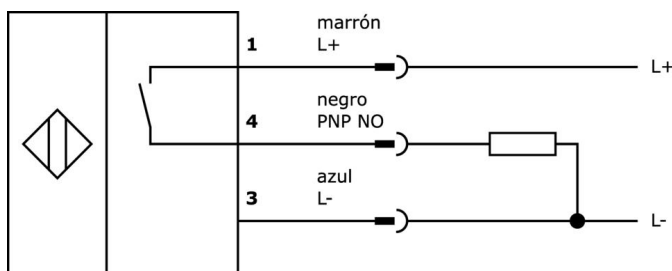 marrón
1 L+
L+
negro
4 PNP NO
azul
3 L-
L-